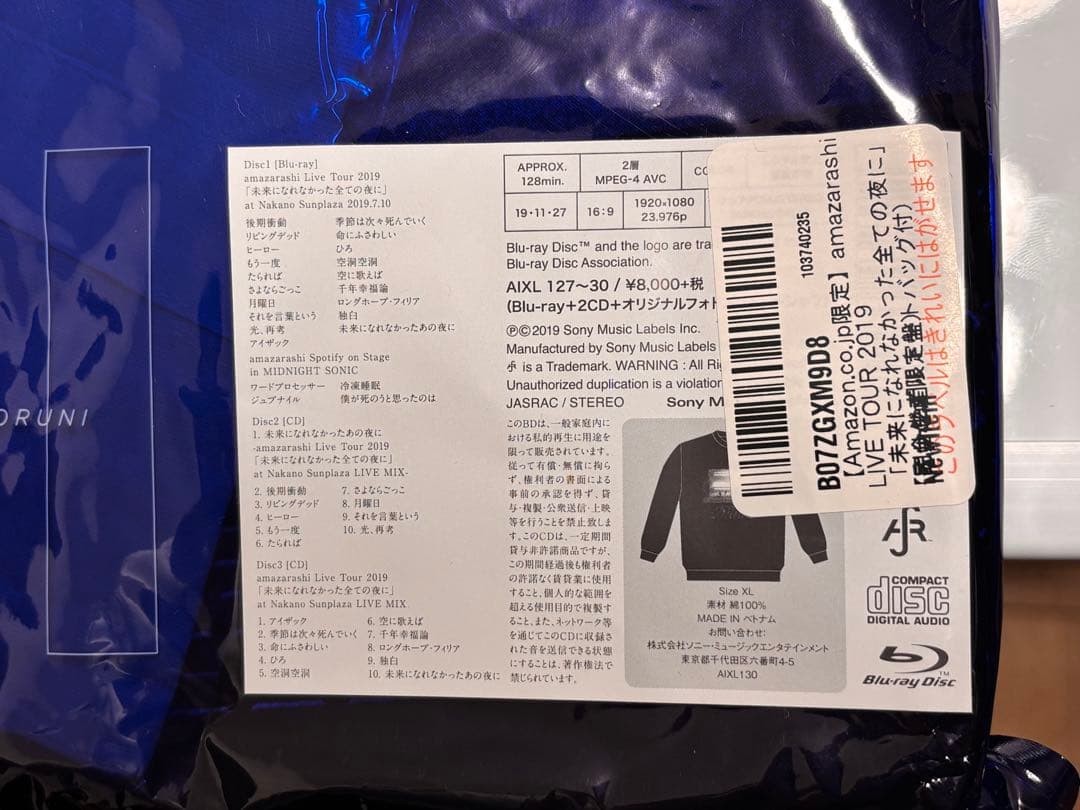 ORUNI
Disc1 [Blu-ray]
amazarashi Live Tour 2019
「未来になれなかった全ての夜に」
at Nakano Sunplaza 2019.7.10
後期衝動 季節は次々死んでいく
リビングデッド 命にふさわしい
ヒーロー ひろ
もう一度 空洞空洞
たられば 空に歌えば
さよならごっこ 千年幸福論
月曜日 ロングホープ・フィリア
それを言葉という 独白
光、再考 未来になれなかったあの夜に
アイザック
amazarashi Spotify on Stage
in MIDNIGHT SONIC
ワードプロセッサー 冷凍睡眠
ジュブナイル 僕が死のうと思ったのは
Disc2 [CD]
1. 未来になれなかったあの夜に
-amazarashi Live Tour 2019
「未来になれなかった全ての夜に」
at Nakano Sunplaza LIVE MIX-
2. 後期衝動 7. さよならごっこ
3. リビングデッド 8. 月曜日
4. ヒーロー 9. それを言葉という
5. もう一度 10. 光、再考
6. たられば
Disc3 [CD]
amazarashi Live Tour 2019
「未来になれなかった全ての夜に」
at Nakano Sunplaza LIVE MIX
1. アイザック 6. 空に歌えば
2. 季節は次々死んでいく 7. 千年幸福論
3. 命にふさわしい 8. ロングホープ・フィリア
4. ひろ 9. 独白
5. 空洞空洞 10. 未来になれなかったあの夜に
APPROX. 128min. 2層 MPEG-4 AVC
19・11・27 16:9 1920×1080 23.976p
Blu-ray Disc™ and the logo are tra
Blu-ray Disc Association.
AIXL 127〜30 / ¥8,000+税
(Blu-ray+2CD+オリジナルフォト
ⓅⒸ2019 Sony Music Labels Inc.
Manufactured by Sony Music Labels
is a Trademark. WARNING : All Ri
Unauthorized duplication is a violation
JASRAC / STEREO Sony M
このBDは、一般家庭内に
おける私的再生に用途を
限って販売されています。
従って有償・無償に拘ら
ず、権利者の書面による
事前の承認を得ず、貸
与・複製・公衆送信・上映
等を行うことを禁止しま
す。このCDは、一定期間
貸与非許諾商品ですが、
この期間経過後も権利者
の許諾なく賃貸業に使用
すること、個人的な範囲を
超える使用目的で複製す
ること、また、ネットワーク等
を通じてこのCDに収録さ
れた音を送信できる状態
にすることは、著作権法で
禁じられています。
Size XL
素材 綿100%
MADE IN ベトナム
お問い合わせ:
株式会社ソニー・ミュージックエンタテインメント
東京都千代田区六番町4-5
AIXL130
COMPACT
disc
DIGITAL AUDIO
Blu-ray Disc™
103740235
B07ZGXM9D8
【Amazon.co.jp限定】amazarashi
LIVE TOUR 2019
「未来になれなかった全ての夜に」
トバッグ付)
このラベルはきれいにはがせます